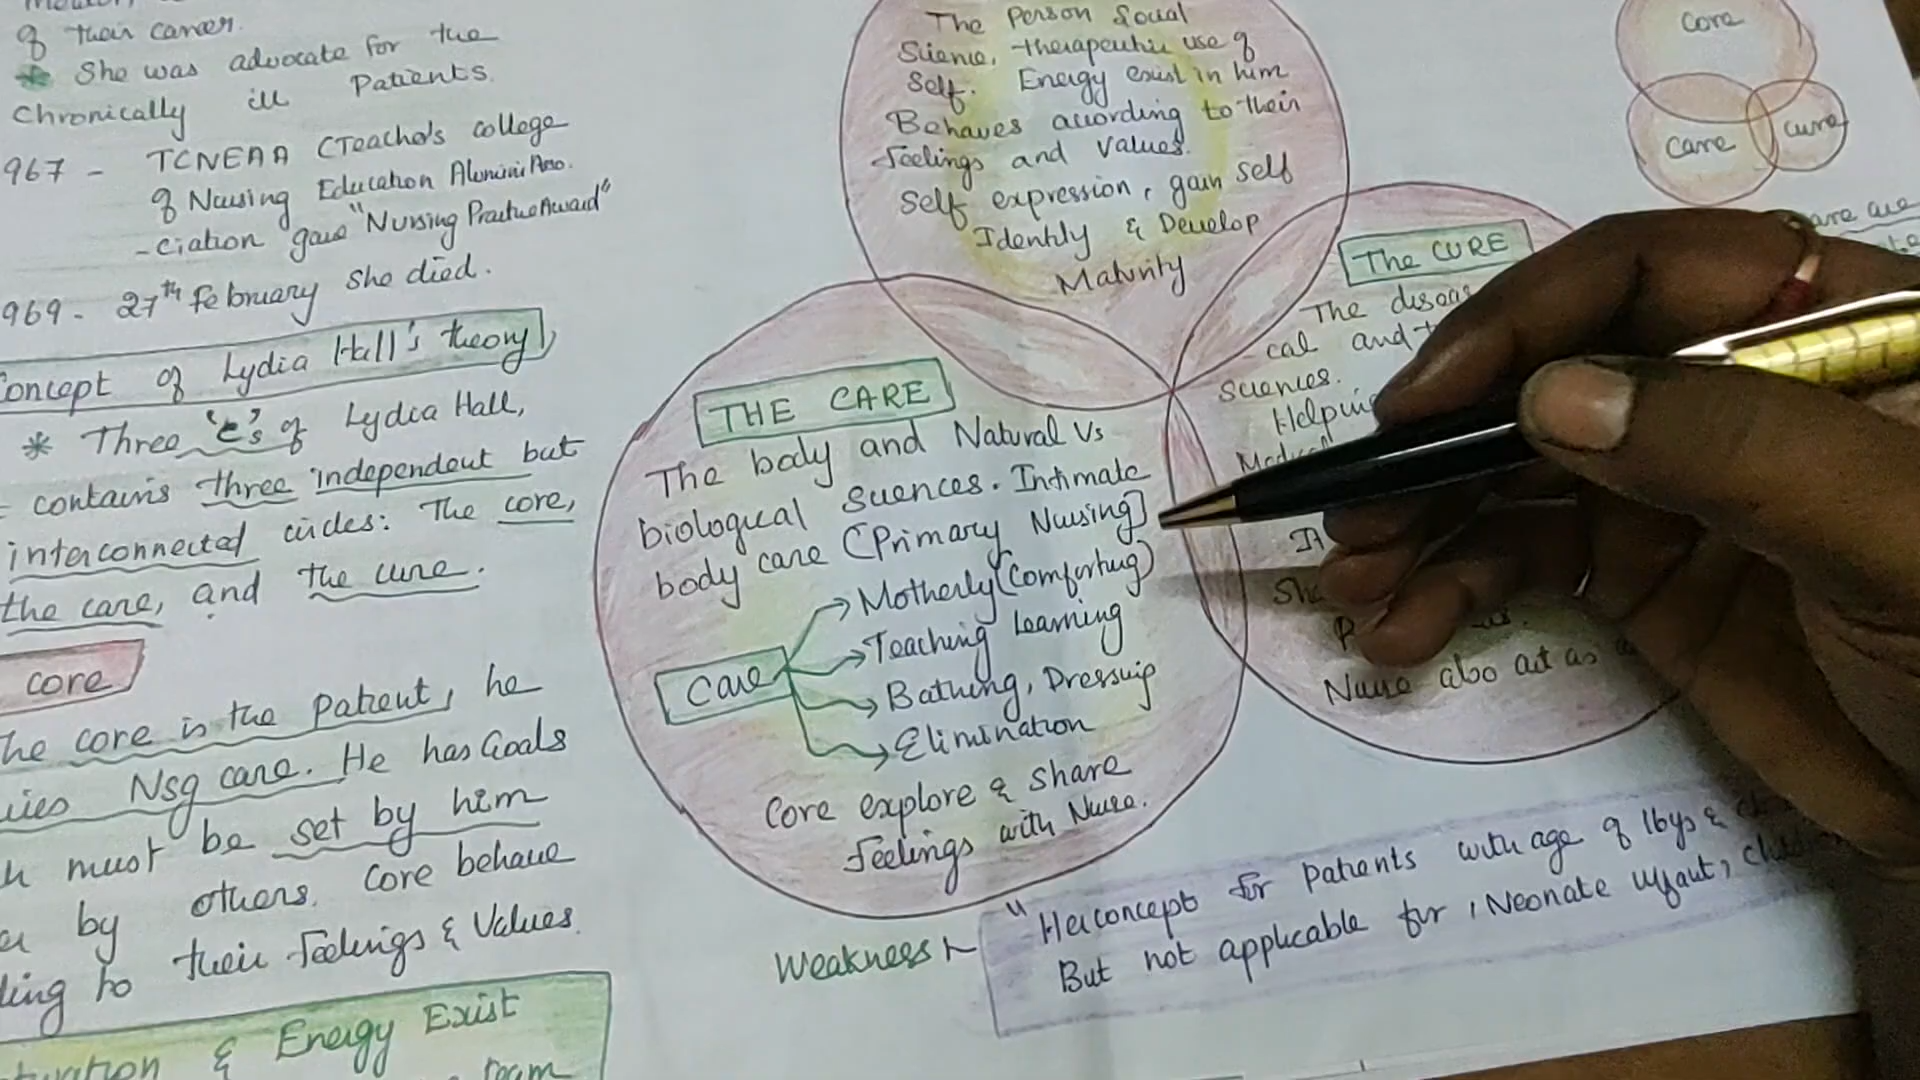 of their career.
* She was advocate for the
Chronically ill Patients.
967 - TCNEAA (Teacher's college
of Nursing Education Alumini Asso.
-ciation gave "Nursing Practice Award"
969 - 27th February she died.
Concept of Lydia Hall's theory
* Three 'C's of Lydia Hall,
contains three independent but
interconnected circles: The core,
the care, and the cure.
core
The core is the Patient, he
Nsg care. He has Goals
must be set by him
by others. Core behave
to their Feelings & Values.
& Energy Exist
team
The Person Social
Science, therapeutic use of
Self. Energy exist in him
Behaves according to their
Feelings and Values.
Self expression, gain self
Identity & Develop
Maturity
THE CARE
The body and Natural Vs
biological Sciences. Intimate
body care (Primary Nursing]
Care
Motherly (Comforting)
Teaching Learning
Bathing, Dressing
Elimination
Core explore & share
Feelings with Nurse.
Core
Care
Cure
The CURE
The
cal and
Sciences.
Helping
Nurse also act as
Weakness
"Her concept for patients with age of 16ys &
But not applicable for, Neonate